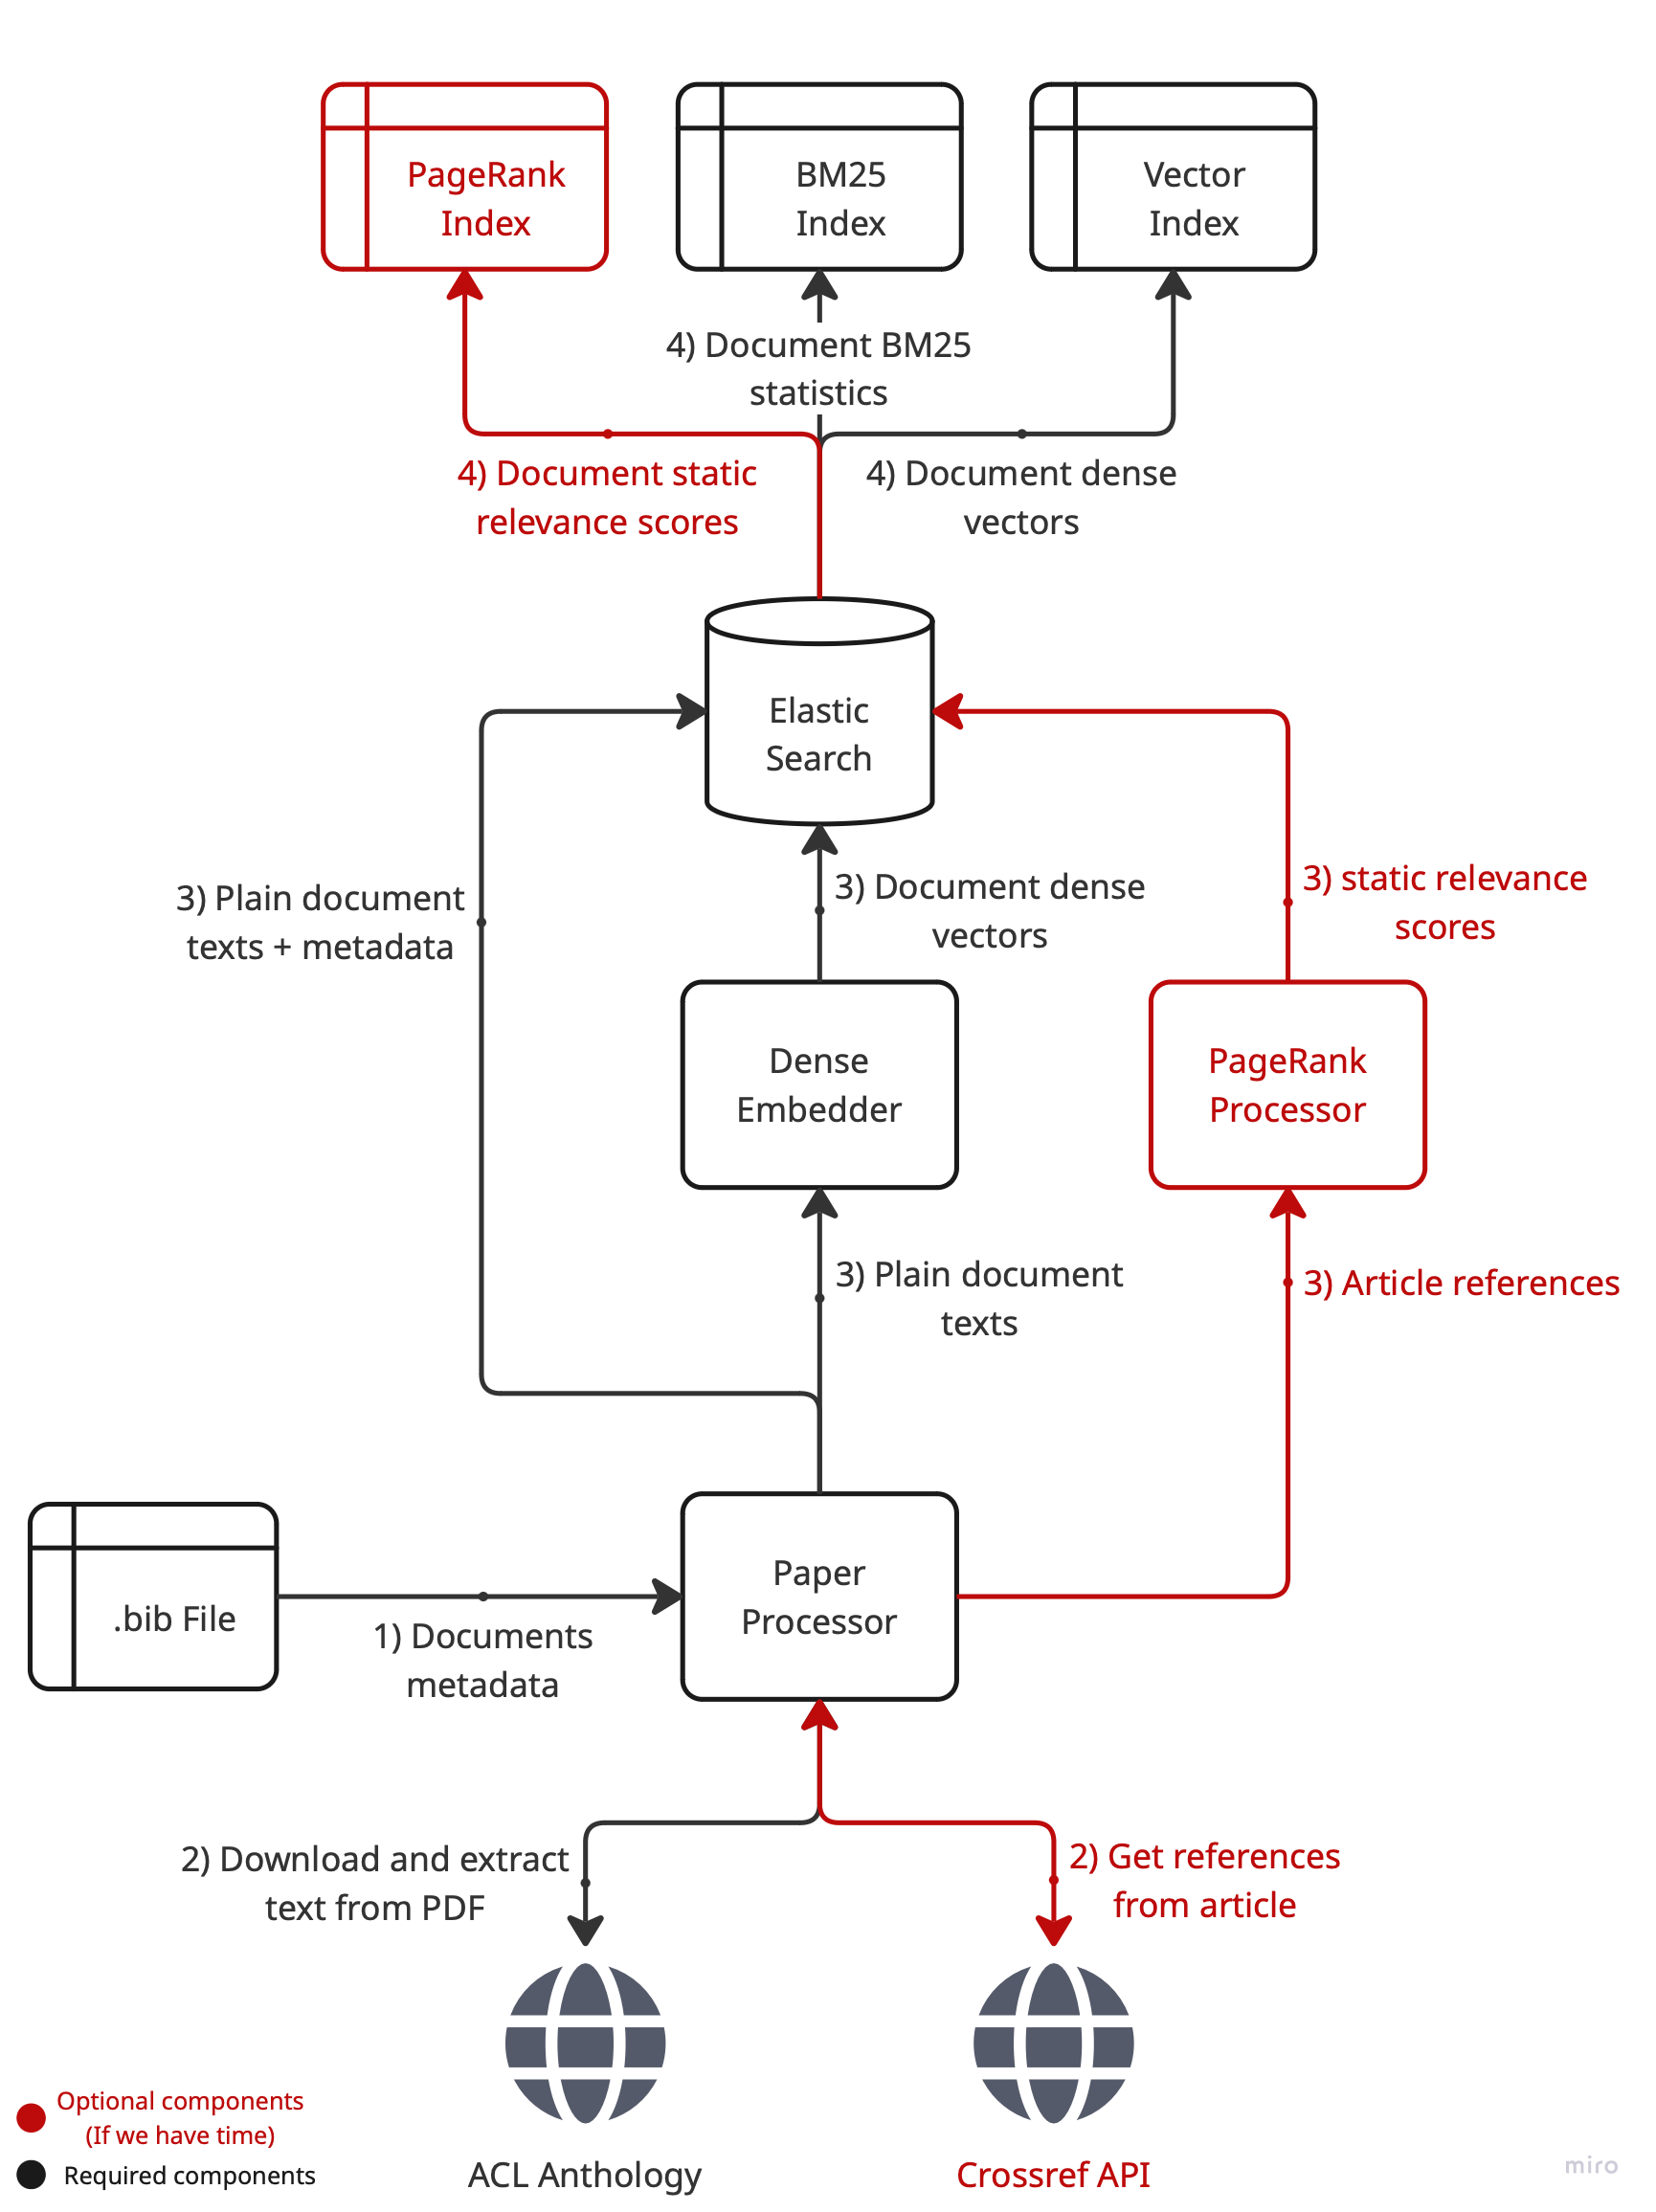 PageRank
Index
BM25
Index
Vector
Index
4) Document BM25
statistics
4) Document static
relevance scores
4) Document dense
vectors
Elastic
Search
3) Plain document
texts + metadata
3) Document dense
vectors
3) static relevance
scores
Dense
Embedder
PageRank
Processor
3) Plain document
texts
3) Article references
.bib File
1) Documents
metadata
Paper
Processor
2) Download and extract
text from PDF
2) Get references
from article
ACL Anthology
Crossref API
Optional components
(If we have time)
Required components
miro